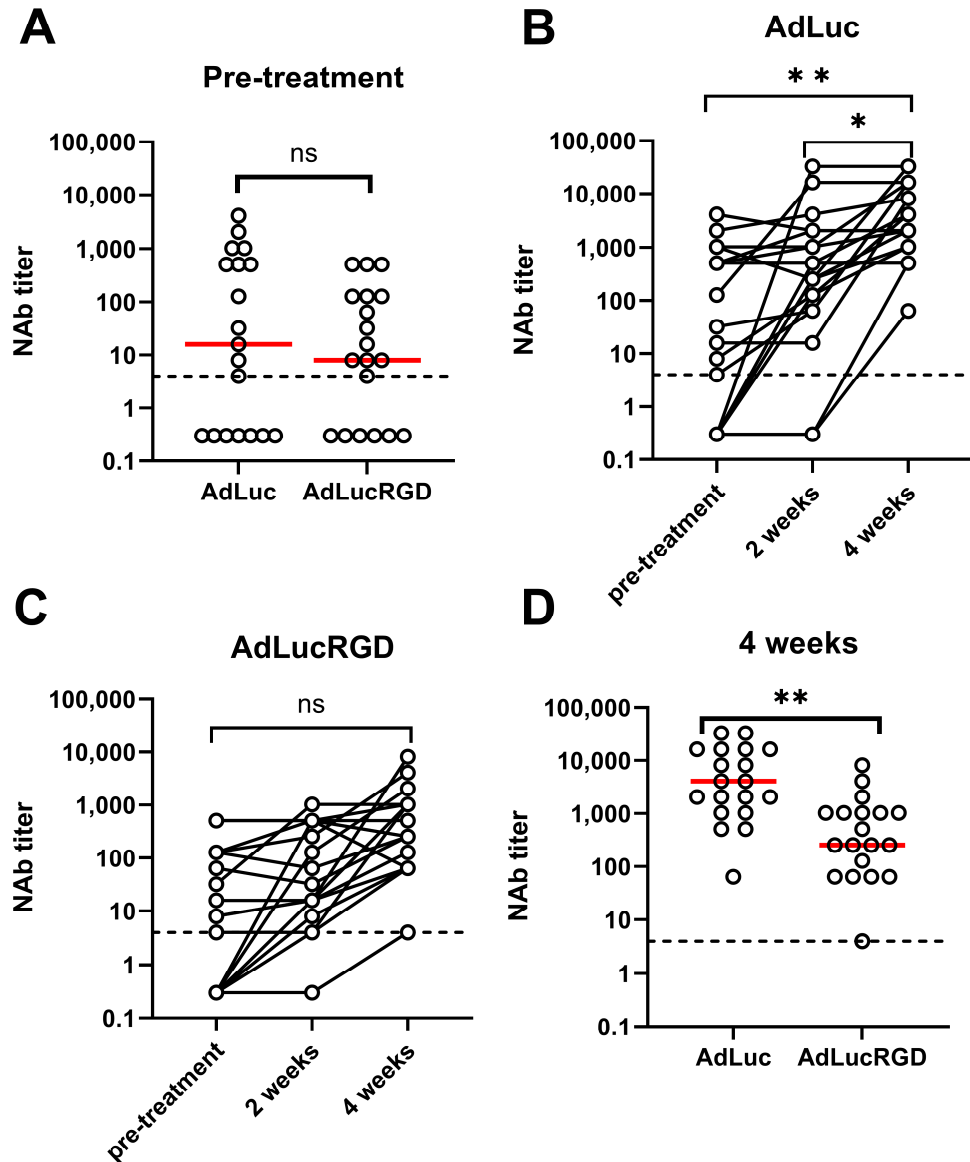 A
Pre-treatment
ns
NAb titer
100,000
10,000
1,000
100
10
1
0.1
AdLuc
AdLucRGD
B
AdLuc
* *
*
NAb titer
100,000
10,000
1,000
100
10
1
0.1
pre-treatment
2 weeks
4 weeks
C
AdLucRGD
ns
NAb titer
100,000
10,000
1,000
100
10
1
0.1
pre-treatment
2 weeks
4 weeks
D
4 weeks
**
NAb titer
100,000
10,000
1,000
100
10
1
0.1
AdLuc
AdLucRGD